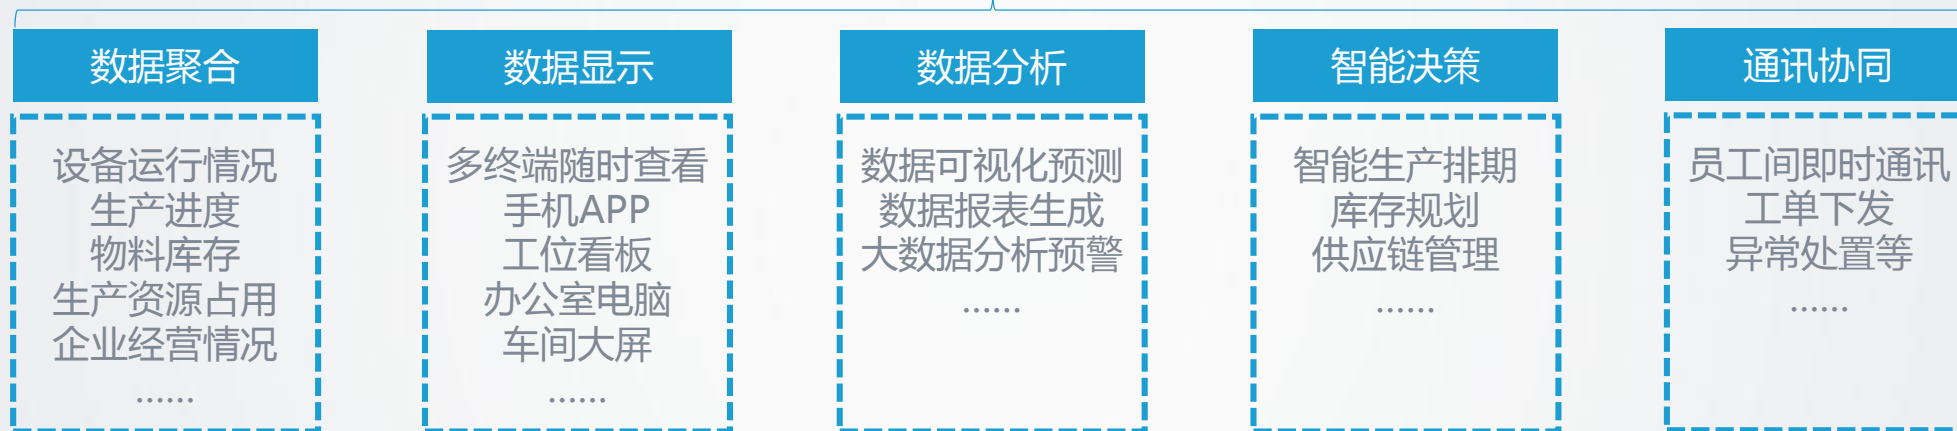 数据聚合
设备运行情况
生产进度
物料库存
生产资源占用
企业经营情况
……
数据显示
多终端随时查看
手机APP
工位看板
办公室电脑
车间大屏
……
数据分析
数据可视化预测
数据报表生成
大数据分析预警
……
智能决策
智能生产排期
库存规划
供应链管理
……
通讯协同
员工间即时通讯
工单下发
异常处置等
……